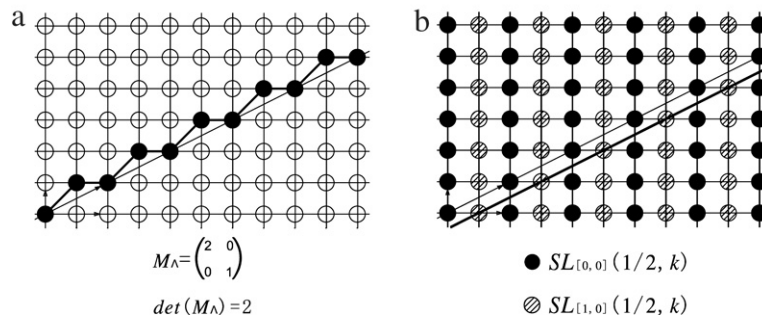 a
b
M∧=(2 0
0 1)
det(M∧)=2
SL[0,0](1/2, k)
SL[1,0](1/2, k)